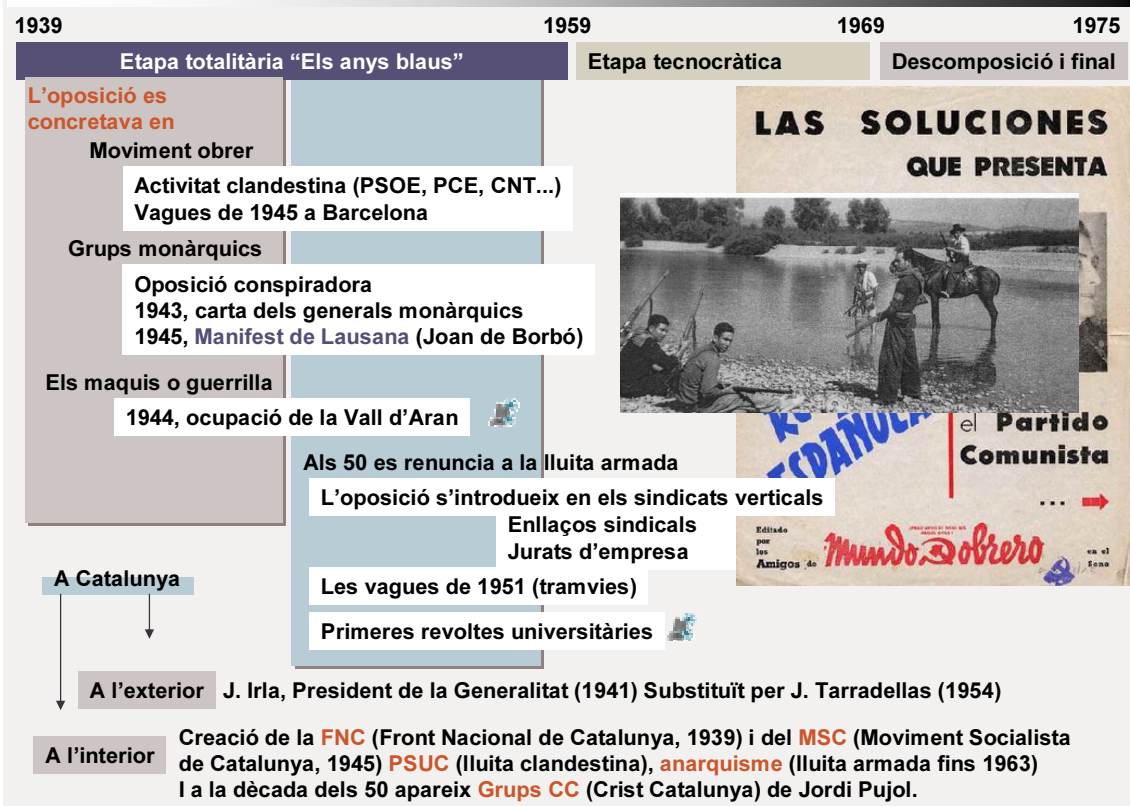 1939 1959 1969 1975
Etapa totalitària “Els anys blaus” Etapa tecnocràtica Descomposició i final
L’oposició es
concretava en
Moviment obrer
Activitat clandestina (PSOE, PCE, CNT...)
Vagues de 1945 a Barcelona
Grups monàrquics
Oposició conspiradora
1943, carta dels generals monàrquics
1945, Manifest de Lausana (Joan de Borbó)
Els maquis o guerrilla
1944, ocupació de la Vall d’Aran
Als 50 es renuncia a la lluita armada
L’oposició s’introdueix en els sindicats verticals
Enllaços sindicals
Jurats d’empresa
Les vagues de 1951 (tramvies)
Primeres revoltes universitàries
LAS SOLUCIONES
QUE PRESENTA
ESPAÑOLA
el Partido
Comunista
...
Editado
por
los
Amigos de
Mundo obrero
en el
Sena
A Catalunya
A l’exterior J. Irla, President de la Generalitat (1941) Substituït per J. Tarradellas (1954)
A l’interior
Creació de la FNC (Front Nacional de Catalunya, 1939) i del MSC (Moviment Socialista
de Catalunya, 1945) PSUC (lluita clandestina), anarquisme (lluita armada fins 1963)
I a la dècada dels 50 apareix Grups CC (Crist Catalunya) de Jordi Pujol.